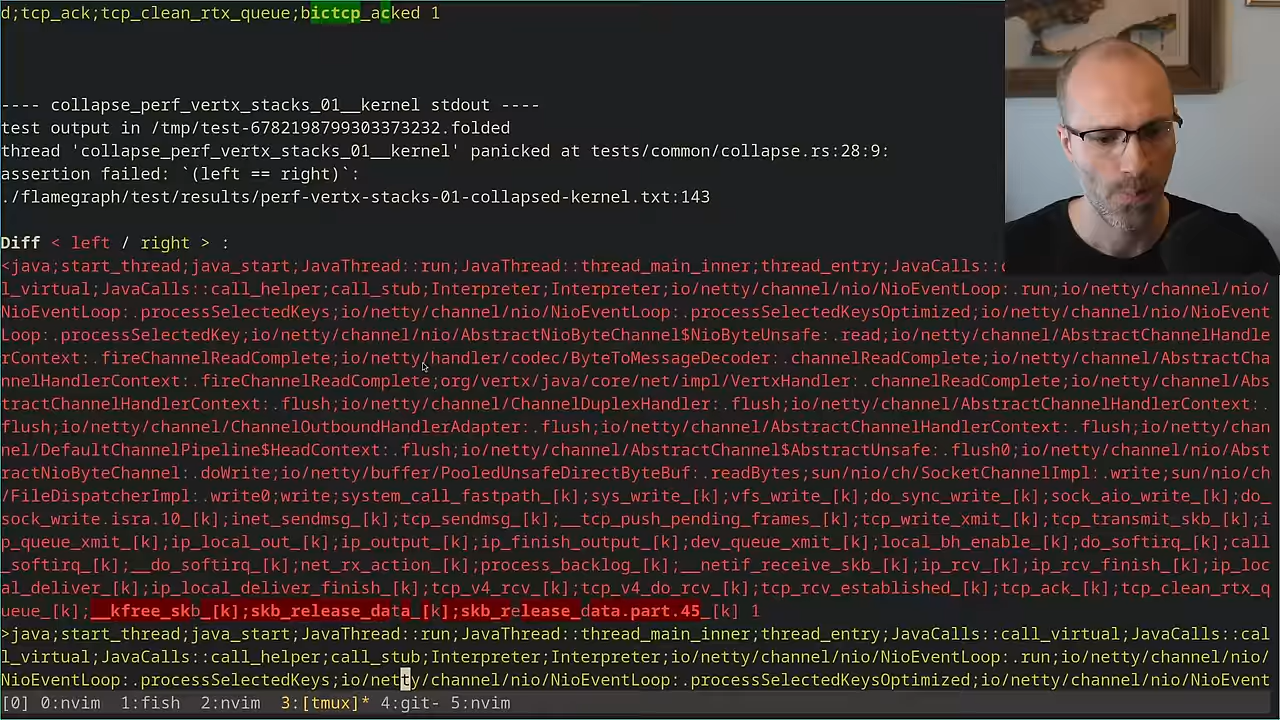 d;tcp_ack;tcp_clean_rtx_queue;bictcp_acked 1
---- collapse_perf_vertx_stacks_01__kernel stdout ----
test output in /tmp/test-6782198799303373232.folded
thread 'collapse_perf_vertx_stacks_01__kernel' panicked at tests/common/collapse.rs:28:9:
assertion failed: `(left == right)`:
./flamegraph/test/results/perf-vertx-stacks-01-collapsed-kernel.txt:143
Diff < left / right > :
<java;start_thread;java_start;JavaThread::run;JavaThread::thread_main_inner;thread_entry;JavaCalls::
l_virtual;JavaCalls::call_helper;call_stub;Interpreter;Interpreter;io/netty/channel/nio/NioEventLoop:.run;io/netty/channel/nio/
NioEventLoop:.processSelectedKeys;io/netty/channel/nio/NioEventLoop:.processSelectedKeysOptimized;io/netty/channel/nio/NioEvent
Loop:.processSelectedKey;io/netty/channel/nio/AbstractNioByteChannel$NioByteUnsafe:.read;io/netty/channel/AbstractChannelHandle
rContext:.fireChannelReadComplete;io/netty/handler/codec/ByteToMessageDecoder:.channelReadComplete;io/netty/channel/AbstractCha
nnelHandlerContext:.fireChannelReadComplete;org/vertx/java/core/net/impl/VertxHandler:.channelReadComplete;io/netty/channel/Abs
tractChannelHandlerContext:.flush;io/netty/channel/ChannelDuplexHandler:.flush;io/netty/channel/AbstractChannelHandlerContext:.
flush;io/netty/channel/ChannelOutboundHandlerAdapter:.flush;io/netty/channel/AbstractChannelHandlerContext:.flush;io/netty/chan
nel/DefaultChannelPipeline$HeadContext:.flush;io/netty/channel/AbstractChannel$AbstractUnsafe:.flush0;io/netty/channel/nio/Abst
ractNioByteChannel:.doWrite;io/netty/buffer/PooledUnsafeDirectByteBuf:.readBytes;sun/nio/ch/SocketChannelImpl:.write;sun/nio/ch
/FileDispatcherImpl:.write0;write;system_call_fastpath_[k];sys_write_[k];vfs_write_[k];do_sync_write_[k];sock_aio_write_[k];do_
sock_write.isra.10_[k];inet_sendmsg_[k];tcp_sendmsg_[k];__tcp_push_pending_frames_[k];tcp_write_xmit_[k];tcp_transmit_skb_[k];i
p_queue_xmit_[k];ip_local_out_[k];ip_output_[k];ip_finish_output_[k];dev_queue_xmit_[k];local_bh_enable_[k];do_softirq_[k];call
_softirq_[k];__do_softirq_[k];net_rx_action_[k];process_backlog_[k];__netif_receive_skb_[k];ip_rcv_[k];ip_rcv_finish_[k];ip_loc
al_deliver_[k];ip_local_deliver_finish_[k];tcp_v4_rcv_[k];tcp_v4_do_rcv_[k];tcp_rcv_established_[k];tcp_ack_[k];tcp_clean_rtx_q
ueue_[k];__kfree_skb_[k];skb_release_data_[k];skb_release_data.part.45_[k] 1
>java;start_thread;java_start;JavaThread::run;JavaThread::thread_main_inner;thread_entry;JavaCalls::call_virtual;JavaCalls::cal
l_virtual;JavaCalls::call_helper;call_stub;Interpreter;Interpreter;io/netty/channel/nio/NioEventLoop:.run;io/netty/channel/nio/
NioEventLoop:.processSelectedKeys;io/netty/channel/nio/NioEventLoop:.processSelectedKeysOptimized;io/netty/channel/nio/NioEvent
[0] 0:nvim 1:fish 2:nvim 3:[tmux]* 4:git- 5:nvim